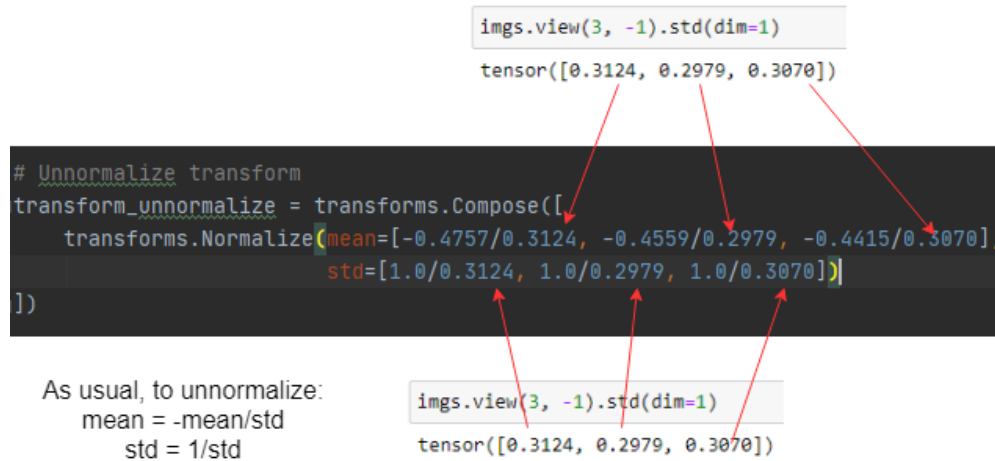 imgs.view(3, -1).std(dim=1)
tensor([0.3124, 0.2979, 0.3070])
# Unnormalize transform
transform_unnormalize = transforms.Compose([
transforms.Normalize(mean=[-0.4757/0.3124, -0.4559/0.2979, -0.4415/0.3070],
std=[1.0/0.3124, 1.0/0.2979, 1.0/0.3070])
])
As usual, to unnormalize:
mean = -mean/std
std = 1/std
imgs.view(3, -1).std(dim=1)
tensor([0.3124, 0.2979, 0.3070])